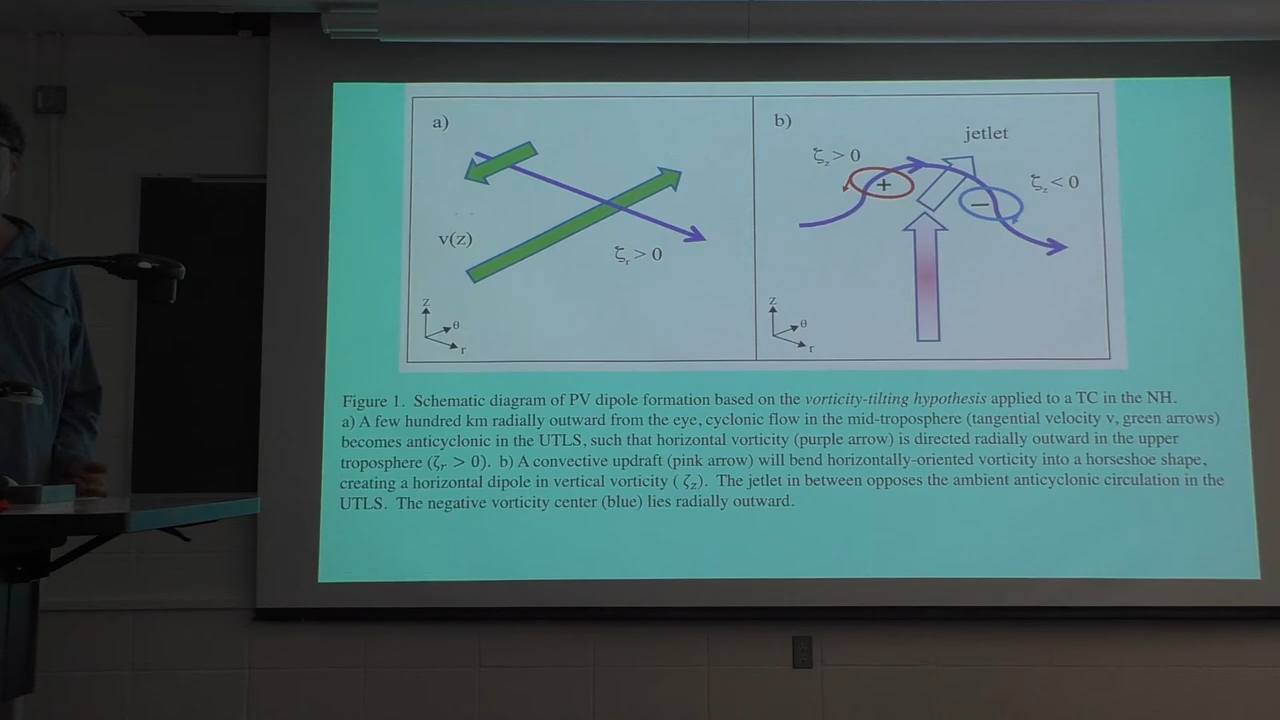 a)
v(z)
ζr > 0
z
θ
r
b)
jetlet
ζz > 0
ζz < 0
+
−
z
θ
r
Figure 1. Schematic diagram of PV dipole formation based on the vorticity-tilting hypothesis applied to a TC in the NH.
a) A few hundred km radially outward from the eye, cyclonic flow in the mid-troposphere (tangential velocity v, green arrows)
becomes anticyclonic in the UTLS, such that horizontal vorticity (purple arrow) is directed radially outward in the upper
troposphere (ζr > 0). b) A convective updraft (pink arrow) will bend horizontally-oriented vorticity into a horseshoe shape,
creating a horizontal dipole in vertical vorticity ( ζz). The jetlet in between opposes the ambient anticyclonic circulation in the
UTLS. The negative vorticity center (blue) lies radially outward.